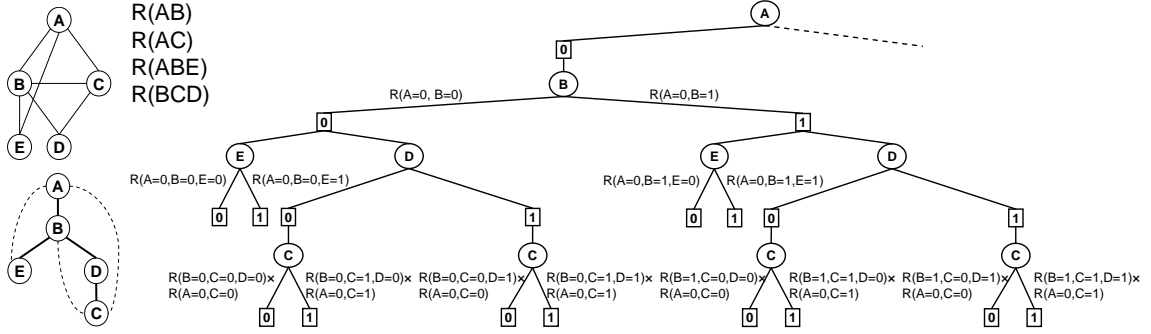 A
B
C
E
D
R(AB)
R(AC)
R(ABE)
R(BCD)
A
B
E
D
C
A
0
B
R(A=0, B=0)
R(A=0,B=1)
0
1
E
D
E
D
R(A=0,B=0,E=0)
R(A=0,B=0,E=1)
R(A=0,B=1,E=0)
R(A=0,B=1,E=1)
0
1
0
1
0
1
0
1
C
C
C
C
R(B=0,C=0,D=0)×
R(A=0,C=0)
R(B=0,C=1,D=0)×
R(A=0,C=1)
R(B=0,C=0,D=1)×
R(A=0,C=0)
R(B=0,C=1,D=1)×
R(A=0,C=1)
R(B=1,C=0,D=0)×
R(A=0,C=0)
R(B=1,C=1,D=0)×
R(A=0,C=1)
R(B=1,C=0,D=1)×
R(A=0,C=0)
R(B=1,C=1,D=1)×
R(A=0,C=1)
0
1
0
1
0
1
0
1